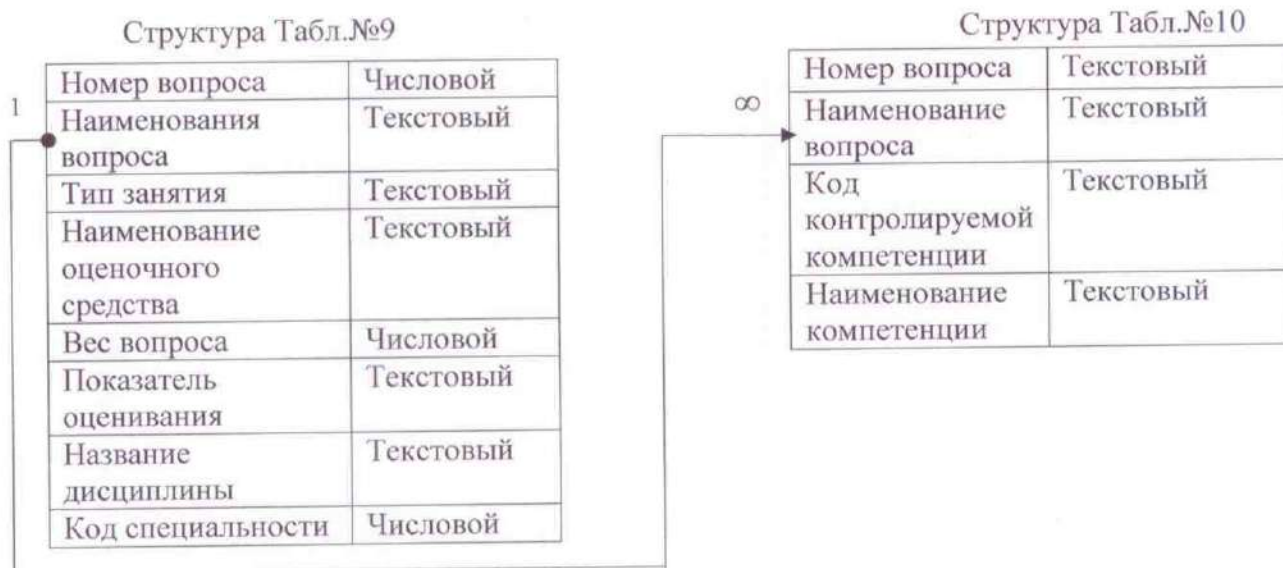 Структура Табл.№9
Номер вопроса Числовой
Наименования Текстовый
вопроса
Тип занятия Текстовый
Наименование Текстовый
оценочного
средства
Вес вопроса Числовой
Показатель Текстовый
оценивания
Название Текстовый
дисциплины
Код специальности Числовой
1
∞
Структура Табл.№10
Номер вопроса Текстовый
Наименование Текстовый
вопроса
Код Текстовый
контролируемой
компетенции
Наименование Текстовый
компетенции